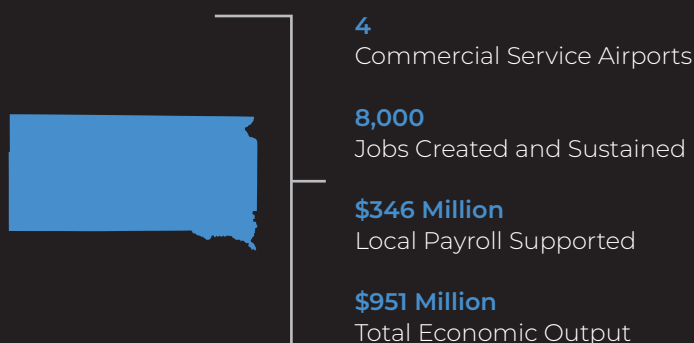 4
Commercial Service Airports
8,000
Jobs Created and Sustained
$346 Million
Local Payroll Supported
$951 Million
Total Economic Output